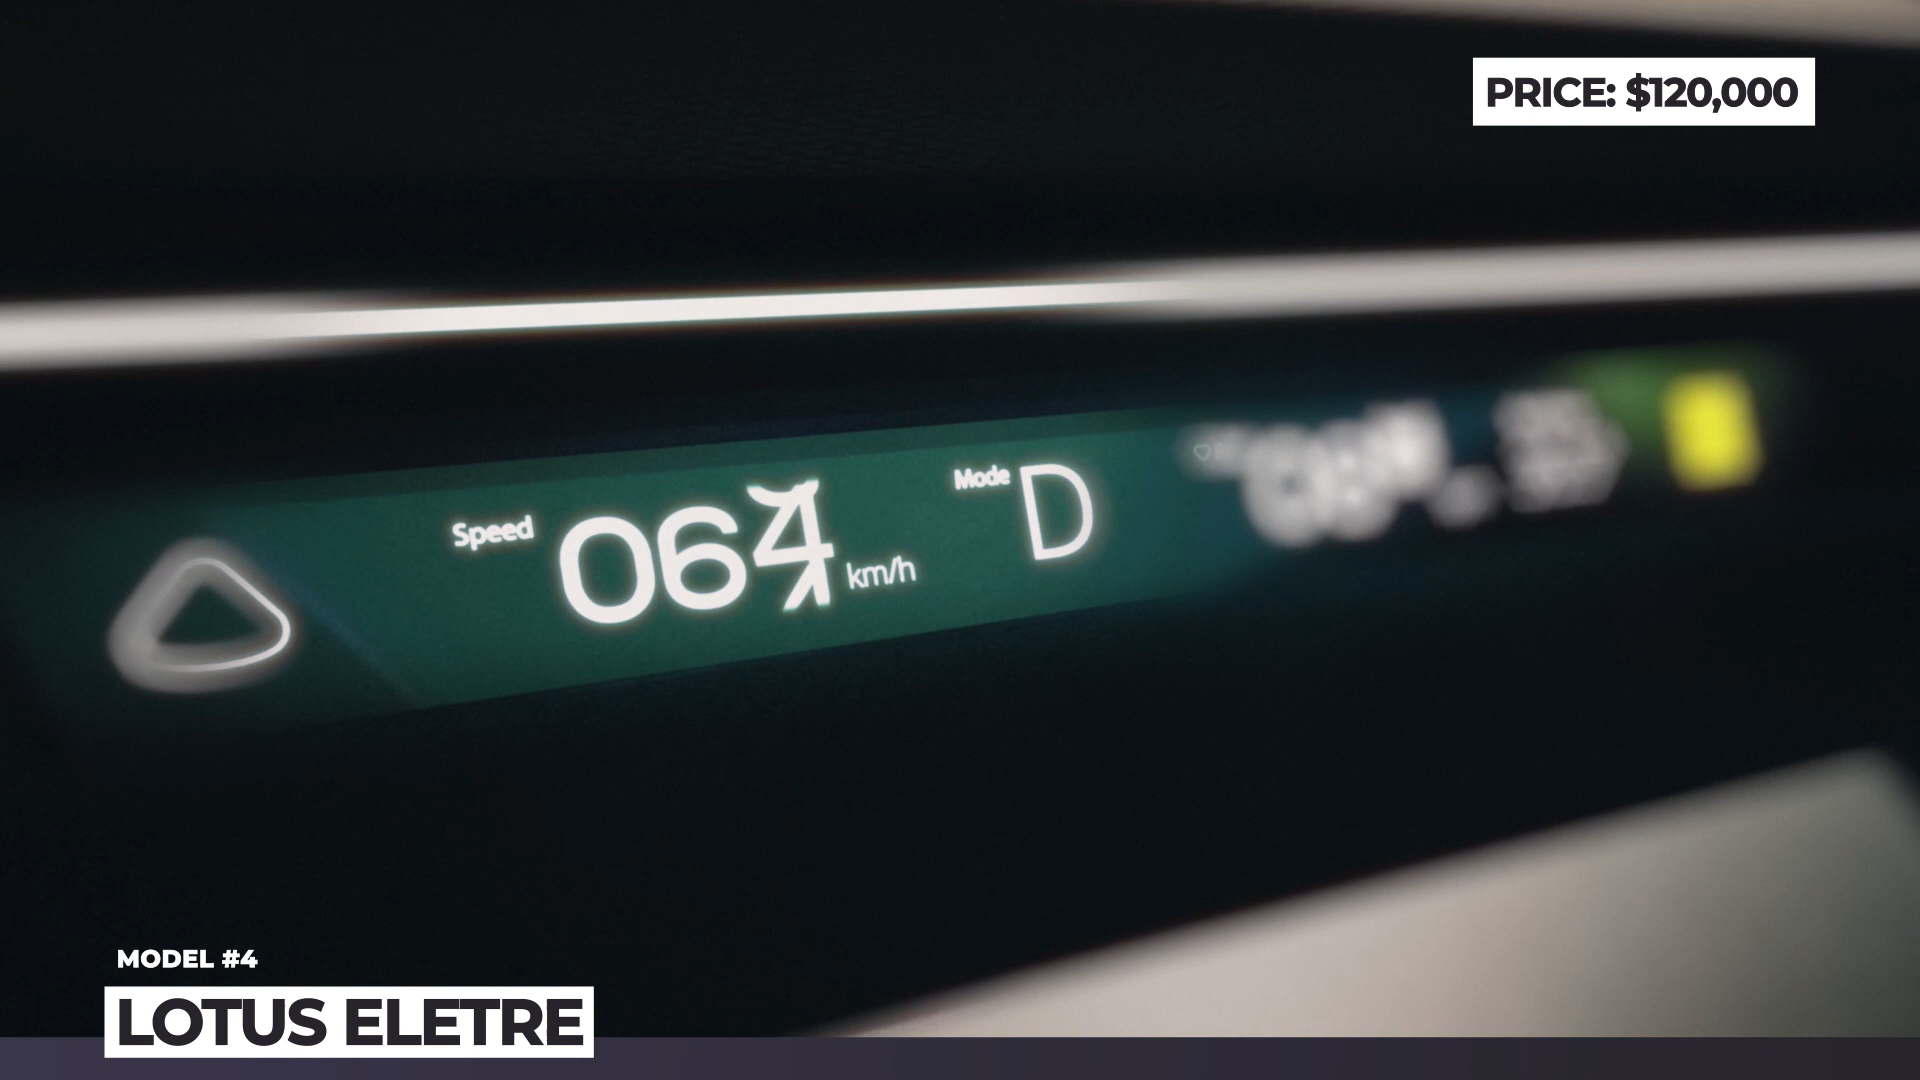 PRICE: $120,000
Speed 064 km/h
Mode D
MODEL #4
LOTUS ELETRE